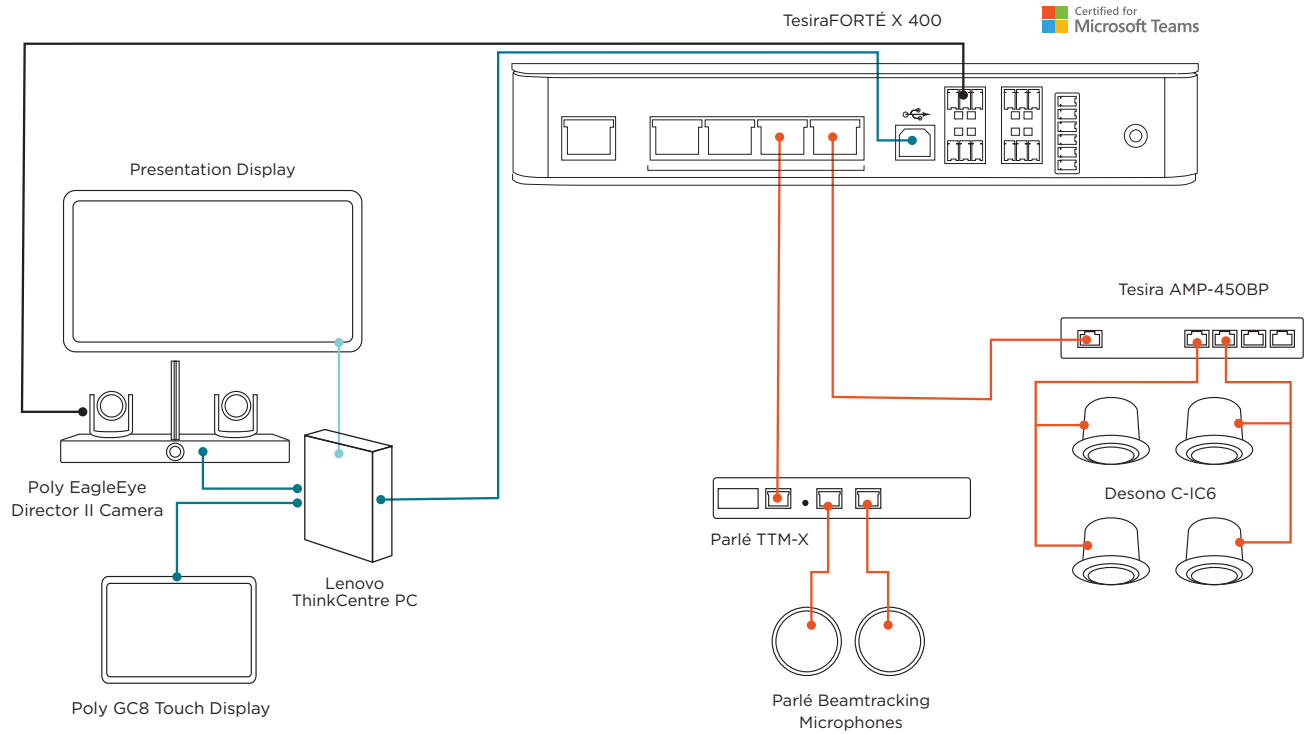 TesiraFORTÉ X 400
Certified for
Microsoft Teams
Presentation Display
Tesira AMP-450BP
Poly EagleEye
Director II Camera
Desono C-IC6
Parlé TTM-X
Lenovo
ThinkCentre PC
Poly GC8 Touch Display
Parlé Beamtracking
Microphones